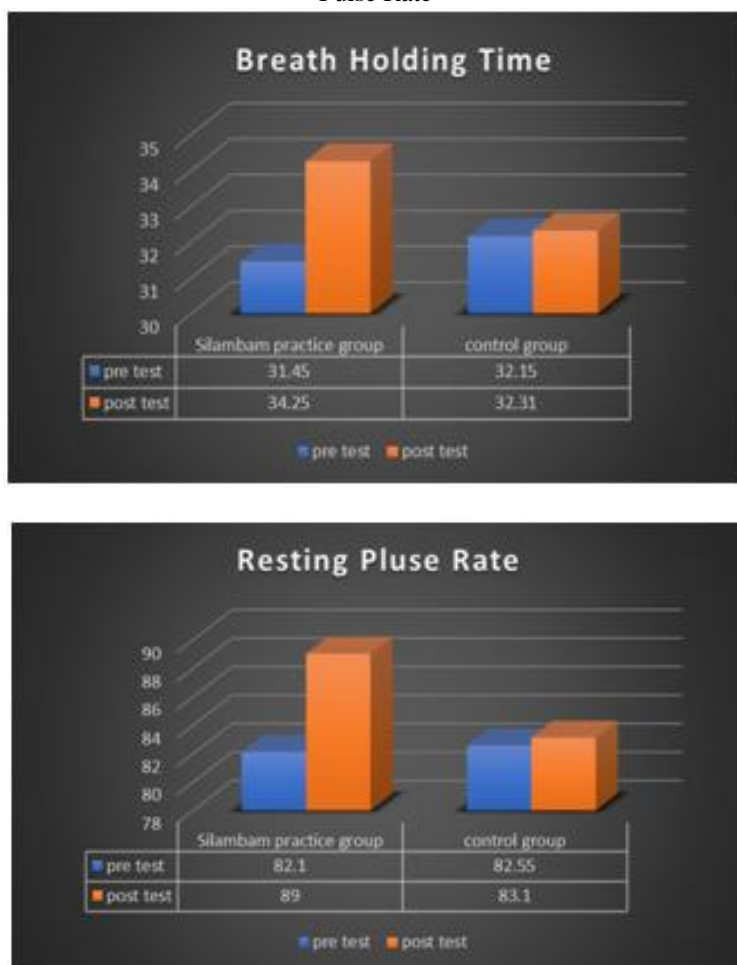 Pulse Rate
Breath Holding Time
35
34
33
32
31
30
Silambam practice group control group
pre test 31.45 32.15
post test 34.25 32.31
pre test post test
Resting Pluse Rate
90
88
86
84
82
80
78
Silambam practice group control group
pre test 82.1 82.55
post test 89 83.1
pre test post test